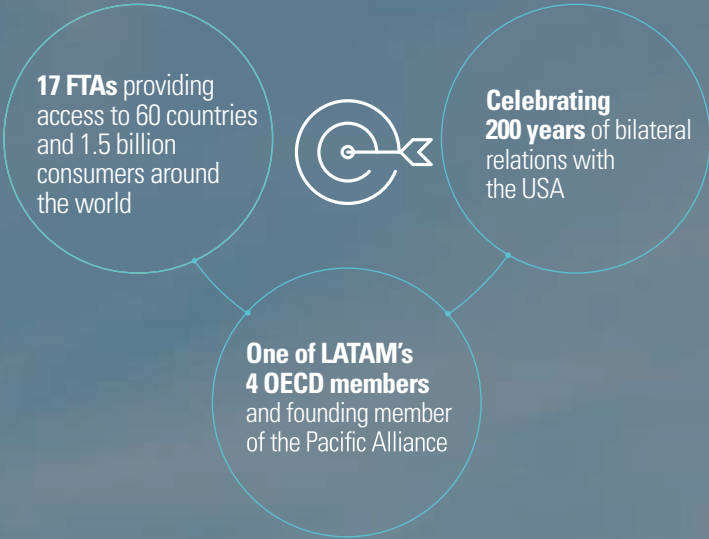 17 FTAs providing
access to 60 countries
and 1.5 billion
consumers around
the world
Celebrating
200 years of bilateral
relations with
the USA
One of LATAM's
4 OECD members
and founding member
of the Pacific Alliance